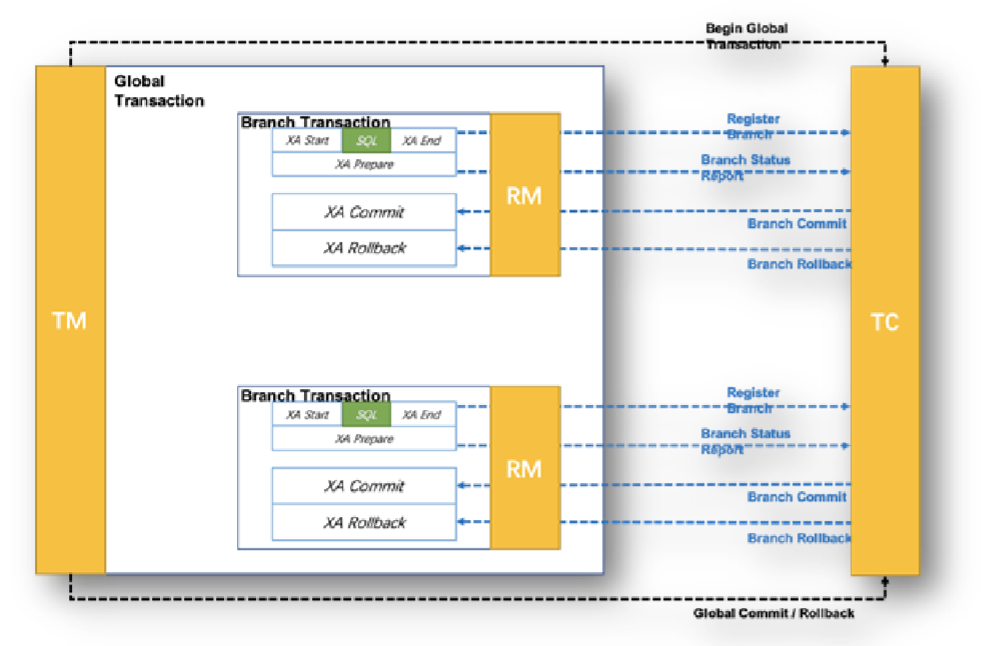 Begin Global
Transaction
Global
Transaction
TM
Branch Transaction
XA Start SQL XA End
XA Prepare
XA Commit
XA Rollback
RM
Register
Branch
Branch Status
Report
Branch Commit
Branch Rollback
TC
Branch Transaction
XA Start SQL XA End
XA Prepare
XA Commit
XA Rollback
RM
Register
Branch
Branch Status
Report
Branch Commit
Branch Rollback
Global Commit / Rollback